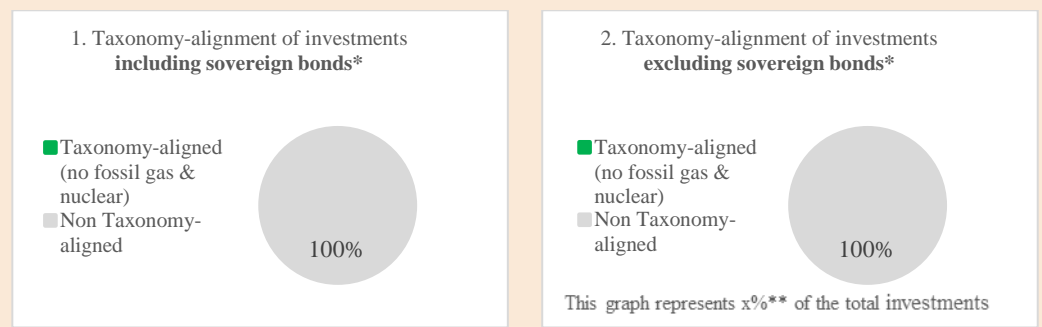 1. Taxonomy-alignment of investments
including sovereign bonds*
Taxonomy-aligned
(no fossil gas &
nuclear)
Non Taxonomy-
aligned
100%
2. Taxonomy-alignment of investments
excluding sovereign bonds*
Taxonomy-aligned
(no fossil gas &
nuclear)
Non Taxonomy-
aligned
100%
This graph represents x%** of the total investments